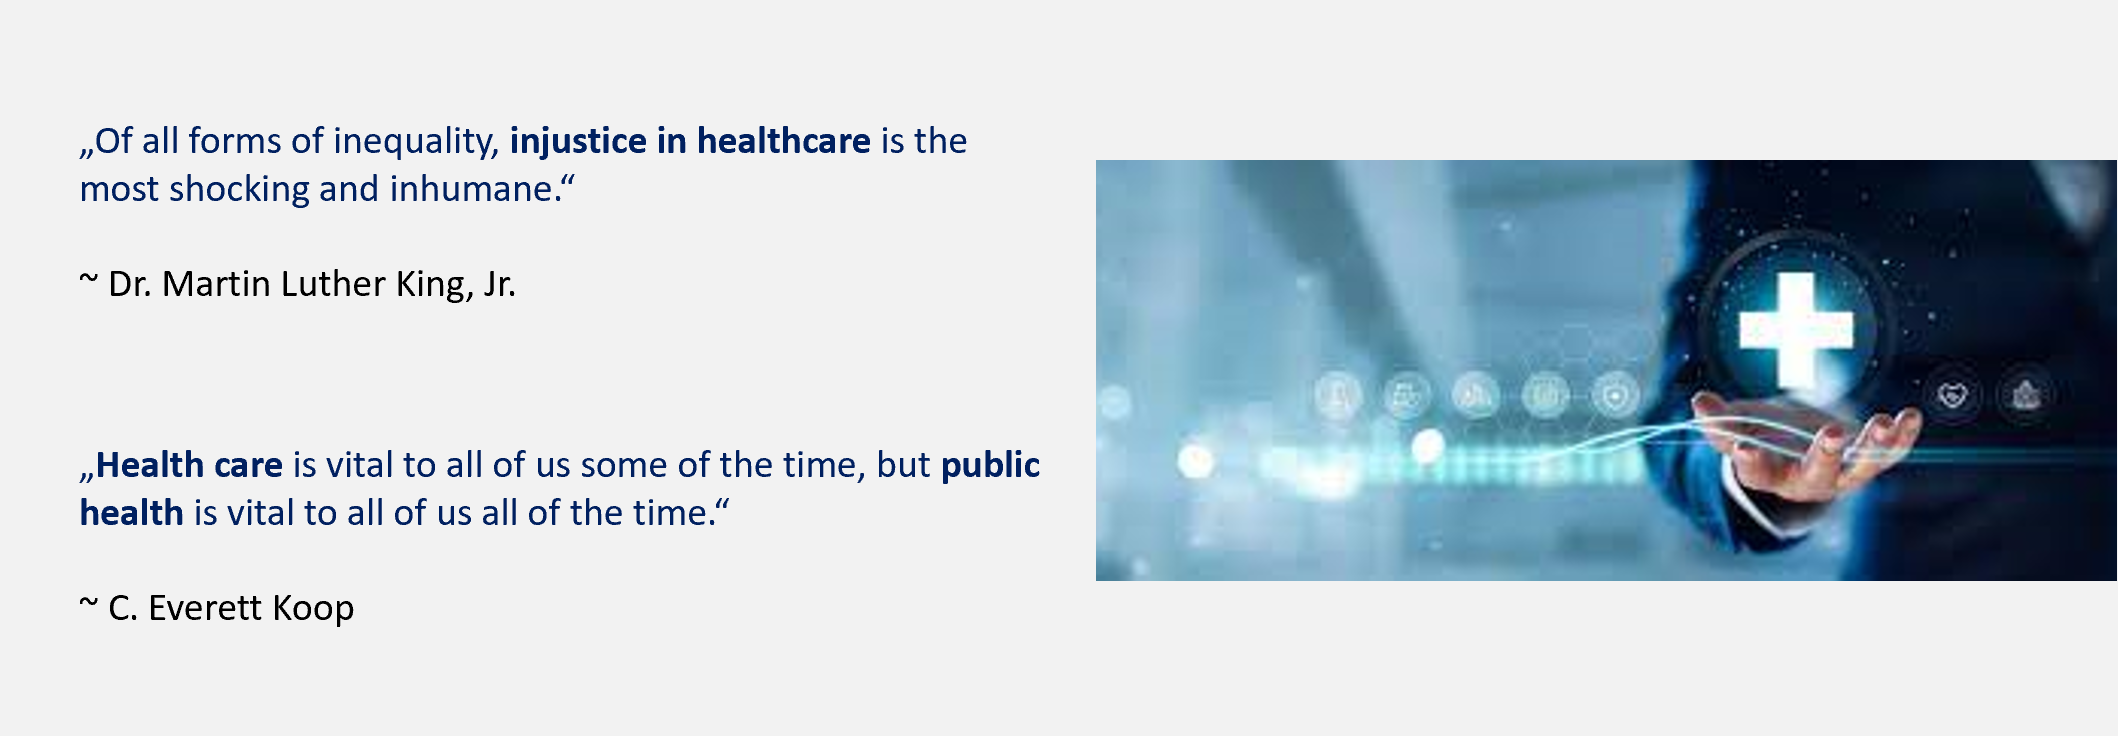 „Of all forms of inequality, injustice in healthcare is the
most shocking and inhumane.“
~ Dr. Martin Luther King, Jr.
„Health care is vital to all of us some of the time, but public
health is vital to all of us all of the time.“
~ C. Everett Koop